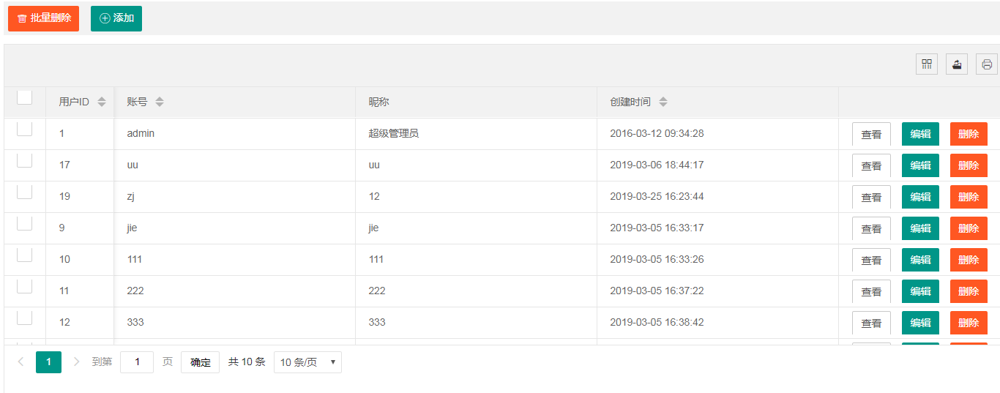 批量删除 添加
用户ID 账号 昵称 创建时间
1 admin 超级管理员 2016-03-12 09:34:28 查看 编辑 删除
17 uu uu 2019-03-06 18:44:17 查看 编辑 删除
19 zj 12 2019-03-25 16:23:44 查看 编辑 删除
9 jie jie 2019-03-05 16:33:17 查看 编辑 删除
10 111 111 2019-03-05 16:33:26 查看 编辑 删除
11 222 222 2019-03-05 16:37:22 查看 编辑 删除
12 333 333 2019-03-05 16:38:42 查看 编辑 删除
1 到第 1 页 确定 共 10 条 10 条/页